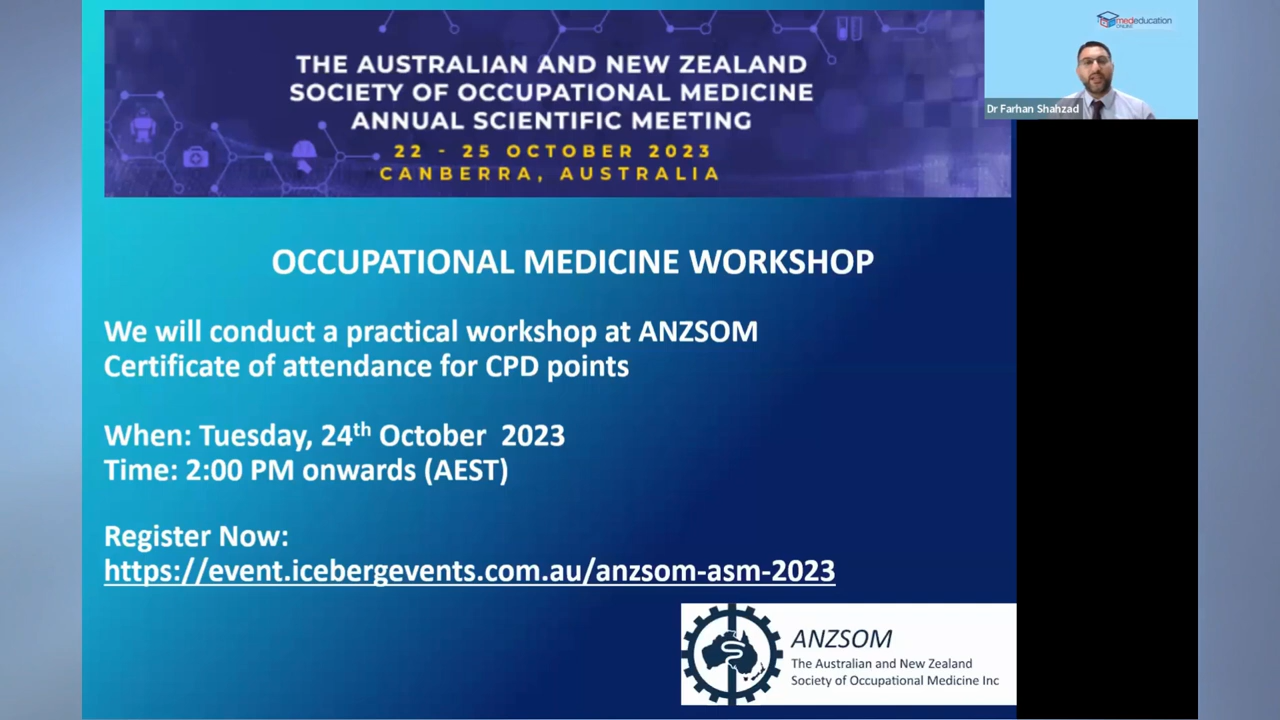 THE AUSTRALIAN AND NEW ZEALAND
SOCIETY OF OCCUPATIONAL MEDICINE
ANNUAL SCIENTIFIC MEETING
22 - 25 OCTOBER 2023
CANBERRA, AUSTRALIA
mededucation
ONLINE
Dr Farhan Shahzad
OCCUPATIONAL MEDICINE WORKSHOP
We will conduct a practical workshop at ANZSOM
Certificate of attendance for CPD points
When: Tuesday, 24th October 2023
Time: 2:00 PM onwards (AEST)
Register Now:
https://event.icebergevents.com.au/anzsom-asm-2023
ANZSOM
The Australian and New Zealand
Society of Occupational Medicine Inc